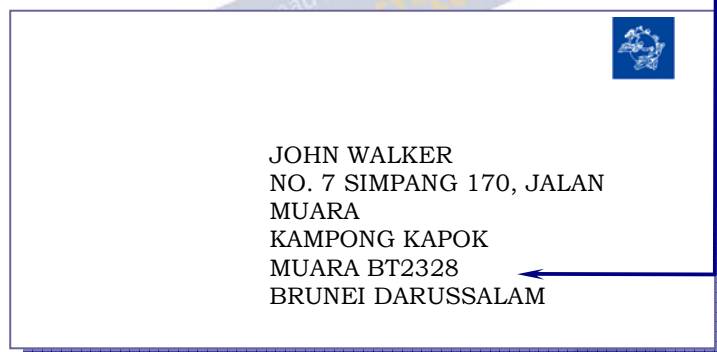 JOHN WALKER
NO. 7 SIMPANG 170, JALAN
MUARA
KAMPONG KAPOK
MUARA BT2328
BRUNEI DARUSSALAM